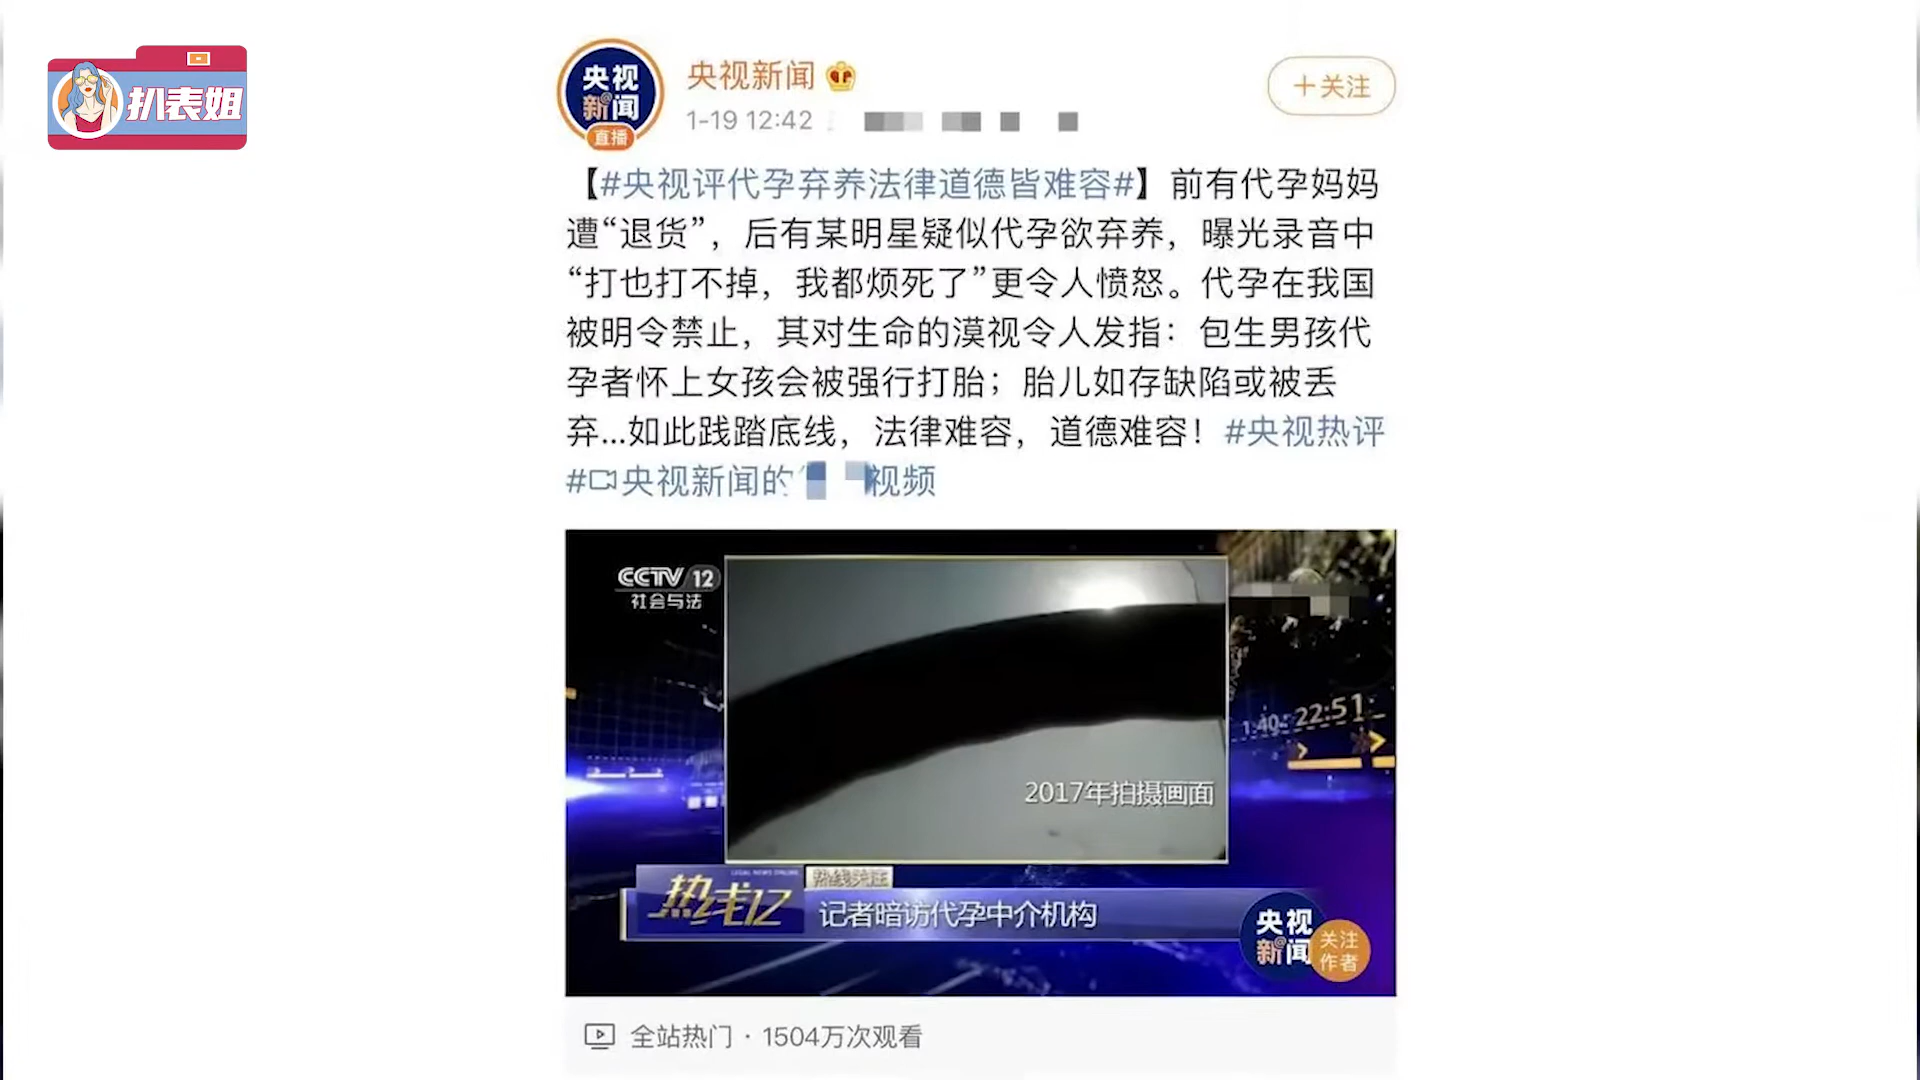 扒表姐
央视新闻
直播
央视新闻
1-19 12:42
+关注
【#央视评代孕弃养法律道德皆难容#】前有代孕妈妈
遭“退货”，后有某明星疑似代孕欲弃养，曝光录音中
“打也打不掉，我都烦死了”更令人愤怒。代孕在我国
被明令禁止，其对生命的漠视令人发指：包生男孩代
孕者怀上女孩会被强行打胎；胎儿如存缺陷或被丢
弃...如此践踏底线，法律难容，道德难容！#央视热评
#央视新闻的 视频
CCTV 12
社会与法
1:40 22:51
2017年拍摄画面
LEGAL NEWS ONLINE
热线12
热线关注
记者暗访代孕中介机构
央视新闻
关注作者
全站热门 · 1504万次观看